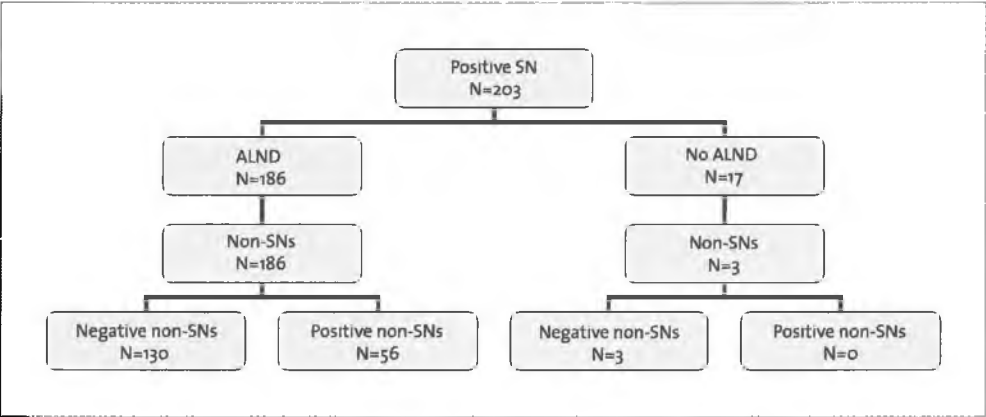 Positive SN
N=203
ALND
N=186
No ALND
N=17
Non-SNs
N=186
Non-SNs
N=3
Negative non-SNs
N=130
Positive non-SNs
N=56
Negative non-SNs
N=3
Positive non-SNs
N=0